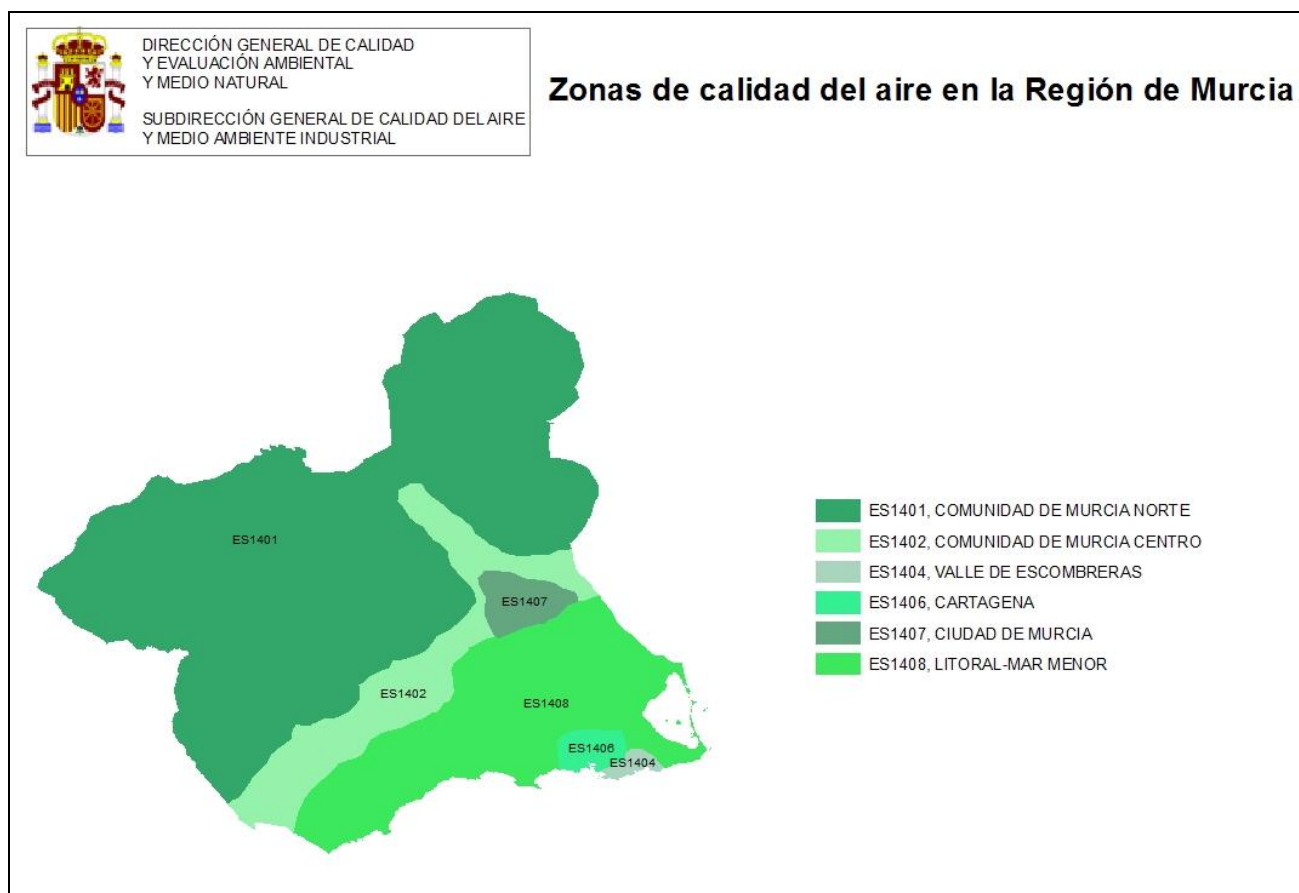 DIRECCIÓN GENERAL DE CALIDAD
Y EVALUACIÓN AMBIENTAL
Y MEDIO NATURAL
SUBDIRECCIÓN GENERAL DE CALIDAD DEL AIRE
Y MEDIO AMBIENTE INDUSTRIAL
Zonas de calidad del aire en la Región de Murcia
ES1401
ES1407
ES1402
ES1408
ES1406
ES1404
ES1401, COMUNIDAD DE MURCIA NORTE
ES1402, COMUNIDAD DE MURCIA CENTRO
ES1404, VALLE DE ESCOMBRERAS
ES1406, CARTAGENA
ES1407, CIUDAD DE MURCIA
ES1408, LITORAL-MAR MENOR